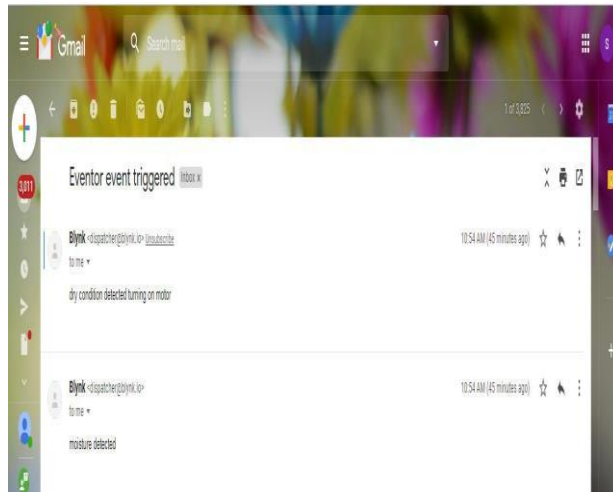 Gmail
Search mail
1 of 3,825
3,011
Eventor event triggered Inbox x
Blynk <dispatcher@blynk.io> Unsubscribe
10:54 AM (45 minutes ago)
to me
dry condition detected turning on motor
Blynk <dispatcher@blynk.io>
10:54 AM (45 minutes ago)
to me
moisture detected
S